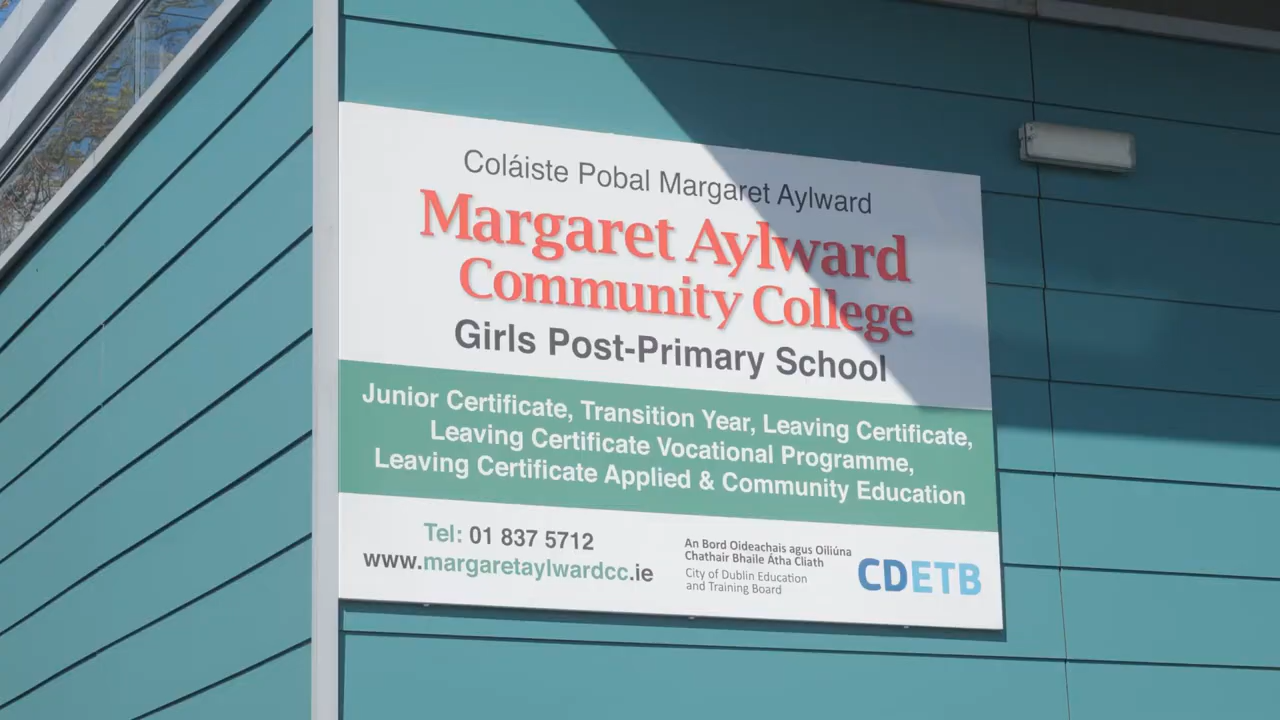 Coláiste Pobal Margaret Aylward
Margaret Aylward
Community College
Girls Post-Primary School
Junior Certificate, Transition Year, Leaving Certificate,
Leaving Certificate Vocational Programme,
Leaving Certificate Applied & Community Education
Tel: 01 837 5712
www.margaretaylwardcc.ie
An Bord Oideachais agus Oiliúna
Chathair Bhaile Átha Cliath
City of Dublin Education
and Training Board
CDETB